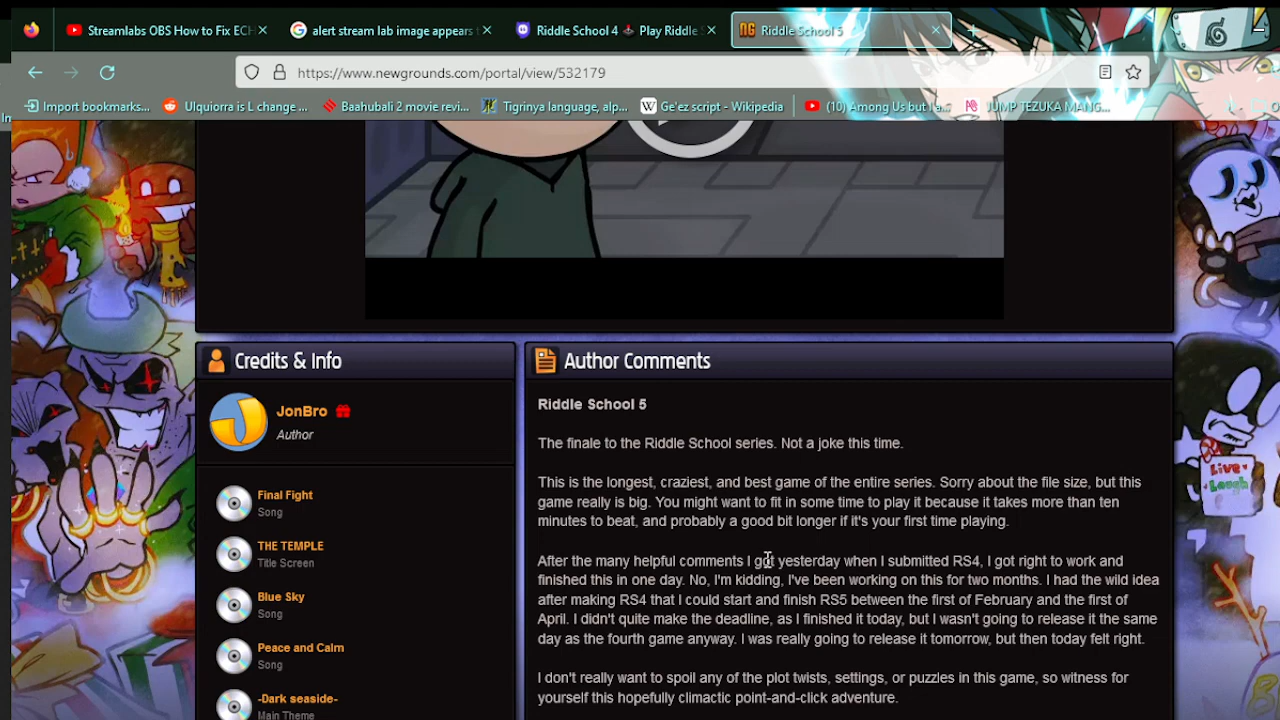 Streamlabs OBS How to Fix ECH
alert stream lab image appears
Riddle School 4 Play Riddle
Riddle School 5
https://www.newgrounds.com/portal/view/532179
Import bookmarks...
Ulquiorra is L change ...
Baahubali 2 movie revi...
Tigrinya language, alp...
Ge'ez script - Wikipedia
(10) Among Us but I a...
JUMP TEZUKA MANG...
Credits & Info
JonBro
Author
Final Fight
Song
THE TEMPLE
Title Screen
Blue Sky
Song
Peace and Calm
Song
-Dark seaside-
Main Theme
Author Comments
Riddle School 5
The finale to the Riddle School series. Not a joke this time.
This is the longest, craziest, and best game of the entire series. Sorry about the file size, but this
game really is big. You might want to fit in some time to play it because it takes more than ten
minutes to beat, and probably a good bit longer if it's your first time playing.
After the many helpful comments I got yesterday when I submitted RS4, I got right to work and
finished this in one day. No, I'm kidding, I've been working on this for two months. I had the wild idea
after making RS4 that I could start and finish RS5 between the first of February and the first of
April. I didn't quite make the deadline, as I finished it today, but I wasn't going to release it the same
day as the fourth game anyway. I was really going to release it tomorrow, but then today felt right.
I don't really want to spoil any of the plot twists, settings, or puzzles in this game, so witness for
yourself this hopefully climactic point-and-click adventure.
Live
Laugh